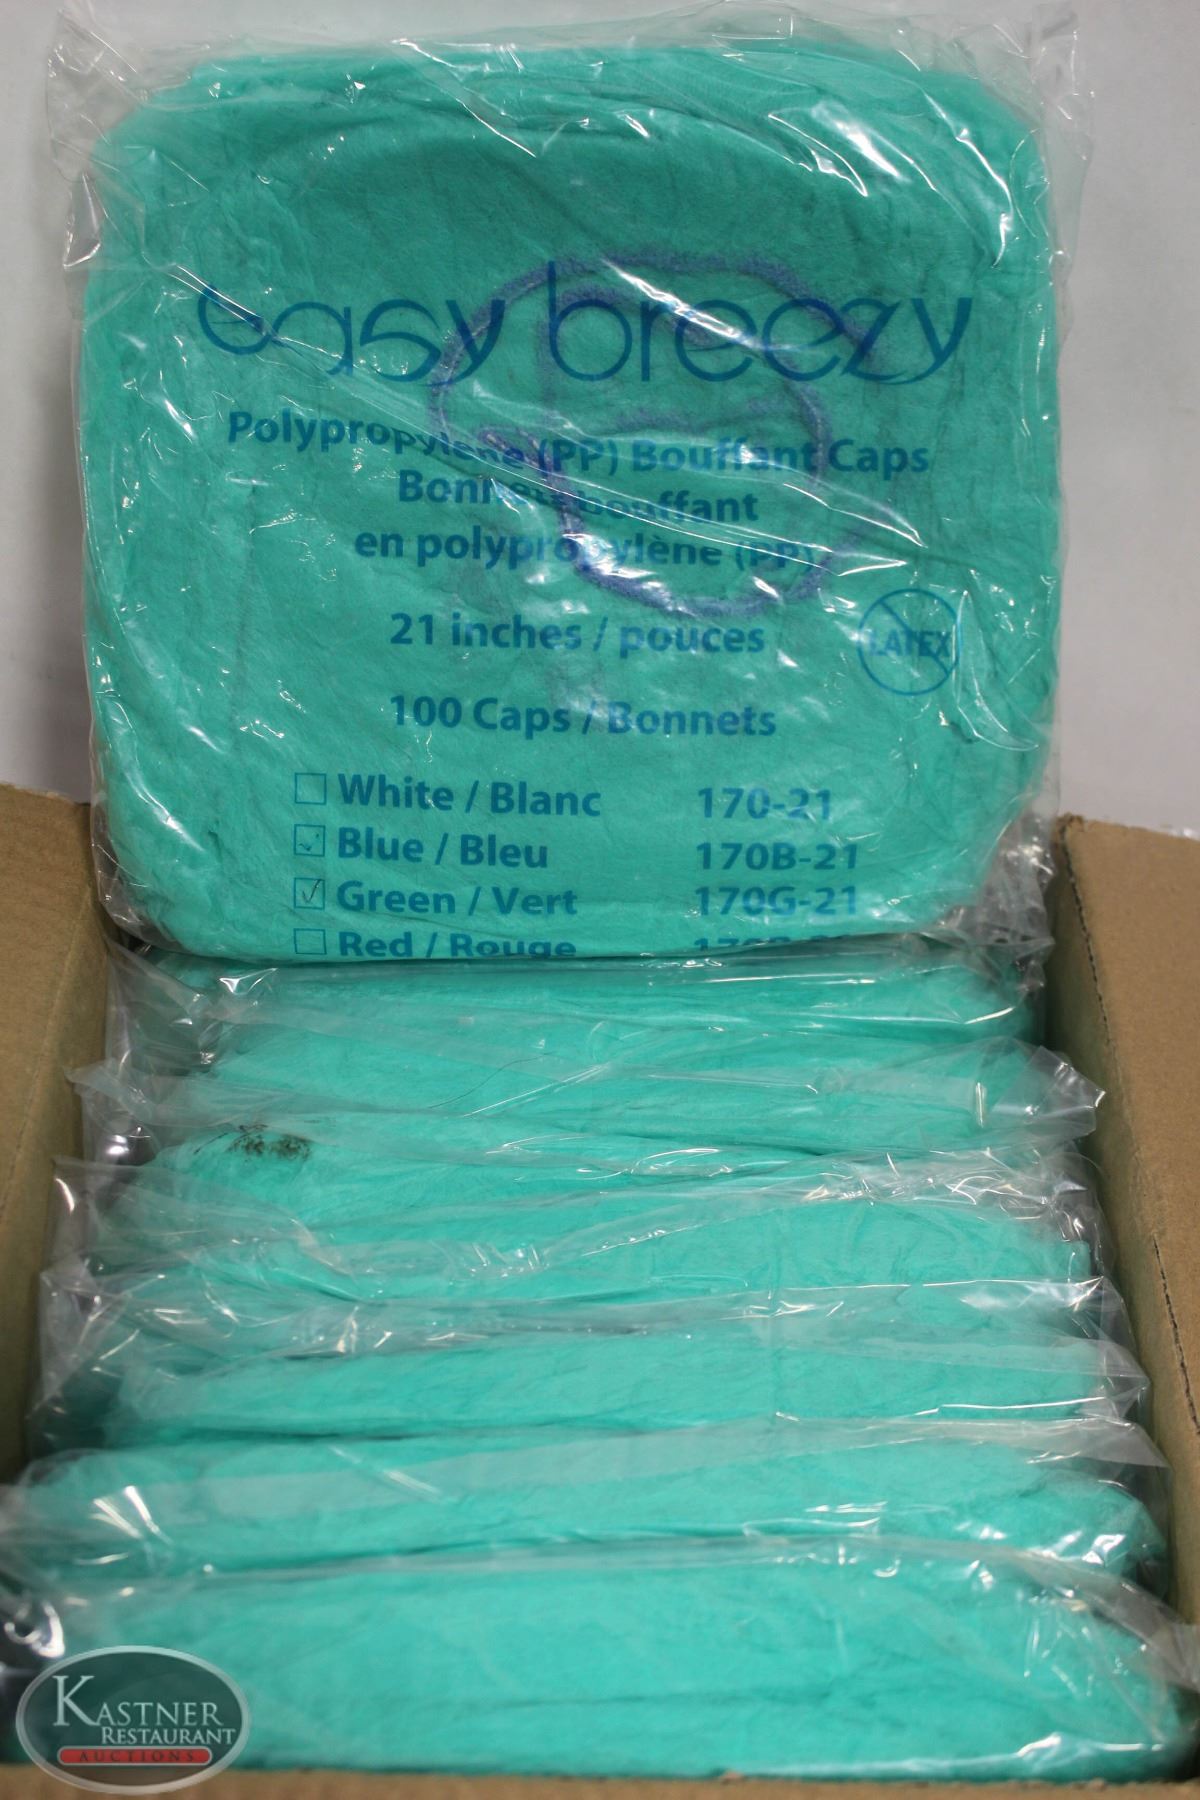 easy breezy
Polypropylene (PP) Bouffant Caps
Bonnets bouffant
en polypropylène (PP)
21 inches / pouces
LATEX
100 Caps / Bonnets
White / Blanc 170-21
Blue / Bleu 170B-21
Green / Vert 170G-21
Red / Rouge
KASTNER
RESTAURANT
AUCTIONS